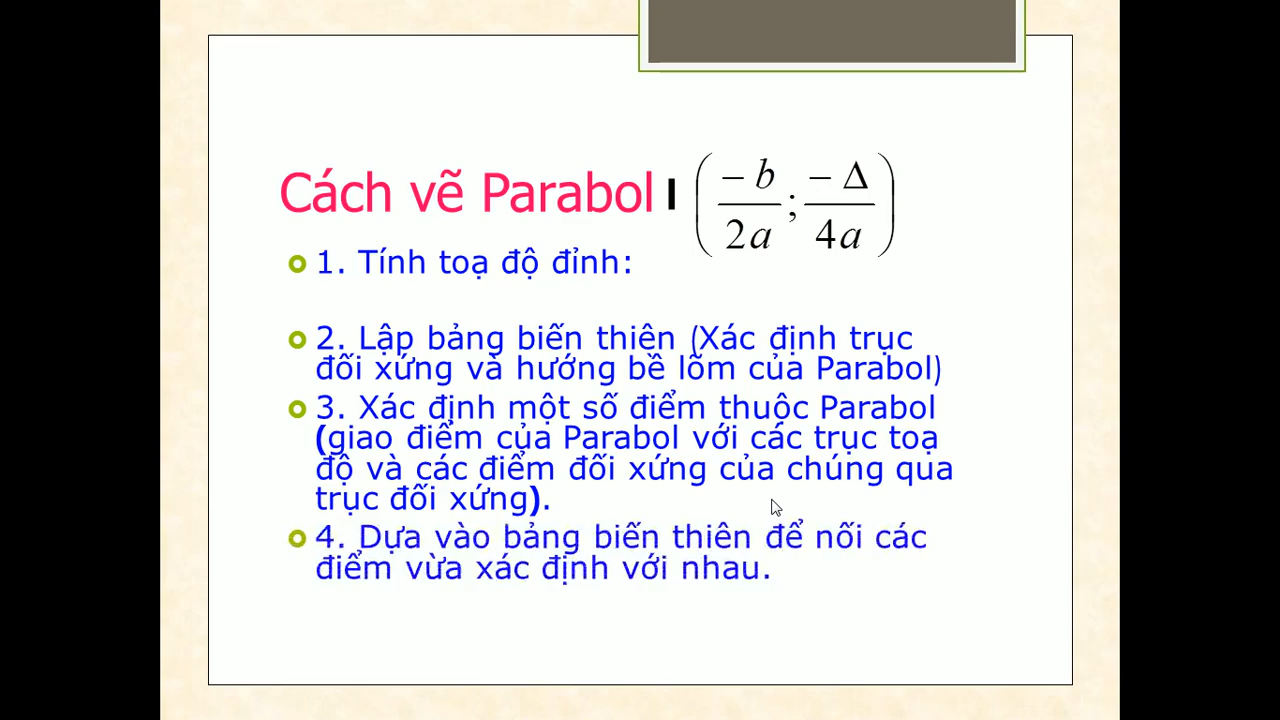 Cách vẽ Parabol I (−b/2a ; −Δ/4a)
1. Tính toạ độ đỉnh:
2. Lập bảng biến thiên (Xác định trục
đối xứng và hướng bề lõm của Parabol)
3. Xác định một số điểm thuộc Parabol
(giao điểm của Parabol với các trục toạ
độ và các điểm đối xứng của chúng qua
trục đối xứng).
4. Dựa vào bảng biến thiên để nối các
điểm vừa xác định với nhau.